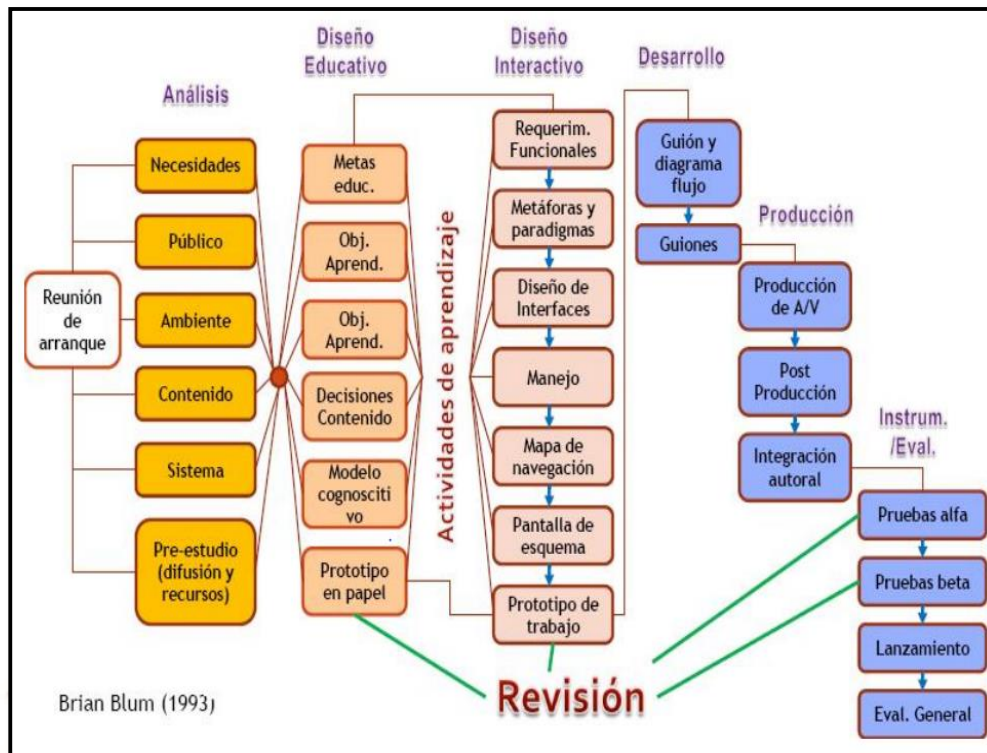 Análisis
Reunión
de
arranque
Necesidades
Público
Ambiente
Contenido
Sistema
Pre-estudio
(difusión y
recursos)
Diseño
Educativo
Metas
educ.
Obj.
Aprend.
Obj.
Aprend.
Decisiones
Contenido
Modelo
cognosciti
vo
Prototipo
en papel
Actividades de aprendizaje
Diseño
Interactivo
Requerim.
Funcionales
Metáforas y
paradigmas
Diseño de
Interfaces
Manejo
Mapa de
navegación
Pantalla de
esquema
Prototipo de
trabajo
Desarrollo
Guión y
diagrama
flujo
Guiones
Producción
Producción
de A/V
Post
Producción
Integración
autoral
Instrum.
/Eval.
Pruebas alfa
Pruebas beta
Lanzamiento
Eval. General
Revisión
Brian Blum (1993)